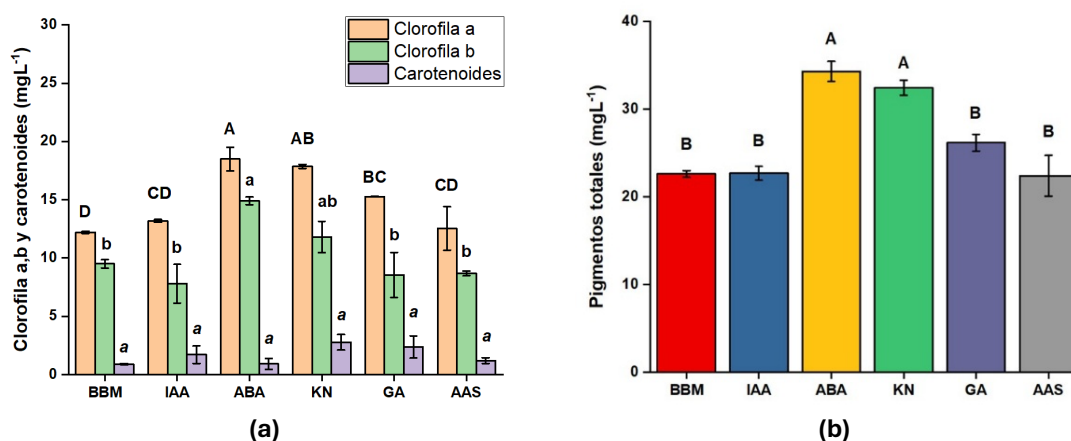 Clorofila a,b y carotenoides (mgL⁻¹)
30
25
20
15
10
5
0
Clorofila a
Clorofila b
Carotenoides
D
b
a
CD
b
a
A
a
a
AB
ab
a
BC
b
a
CD
b
a
BBM IAA ABA KN GA AAS
(a)
Pigmentos totales (mgL⁻¹)
40
30
20
10
0
B
B
A
A
B
B
BBM IAA ABA KN GA AAS
(b)